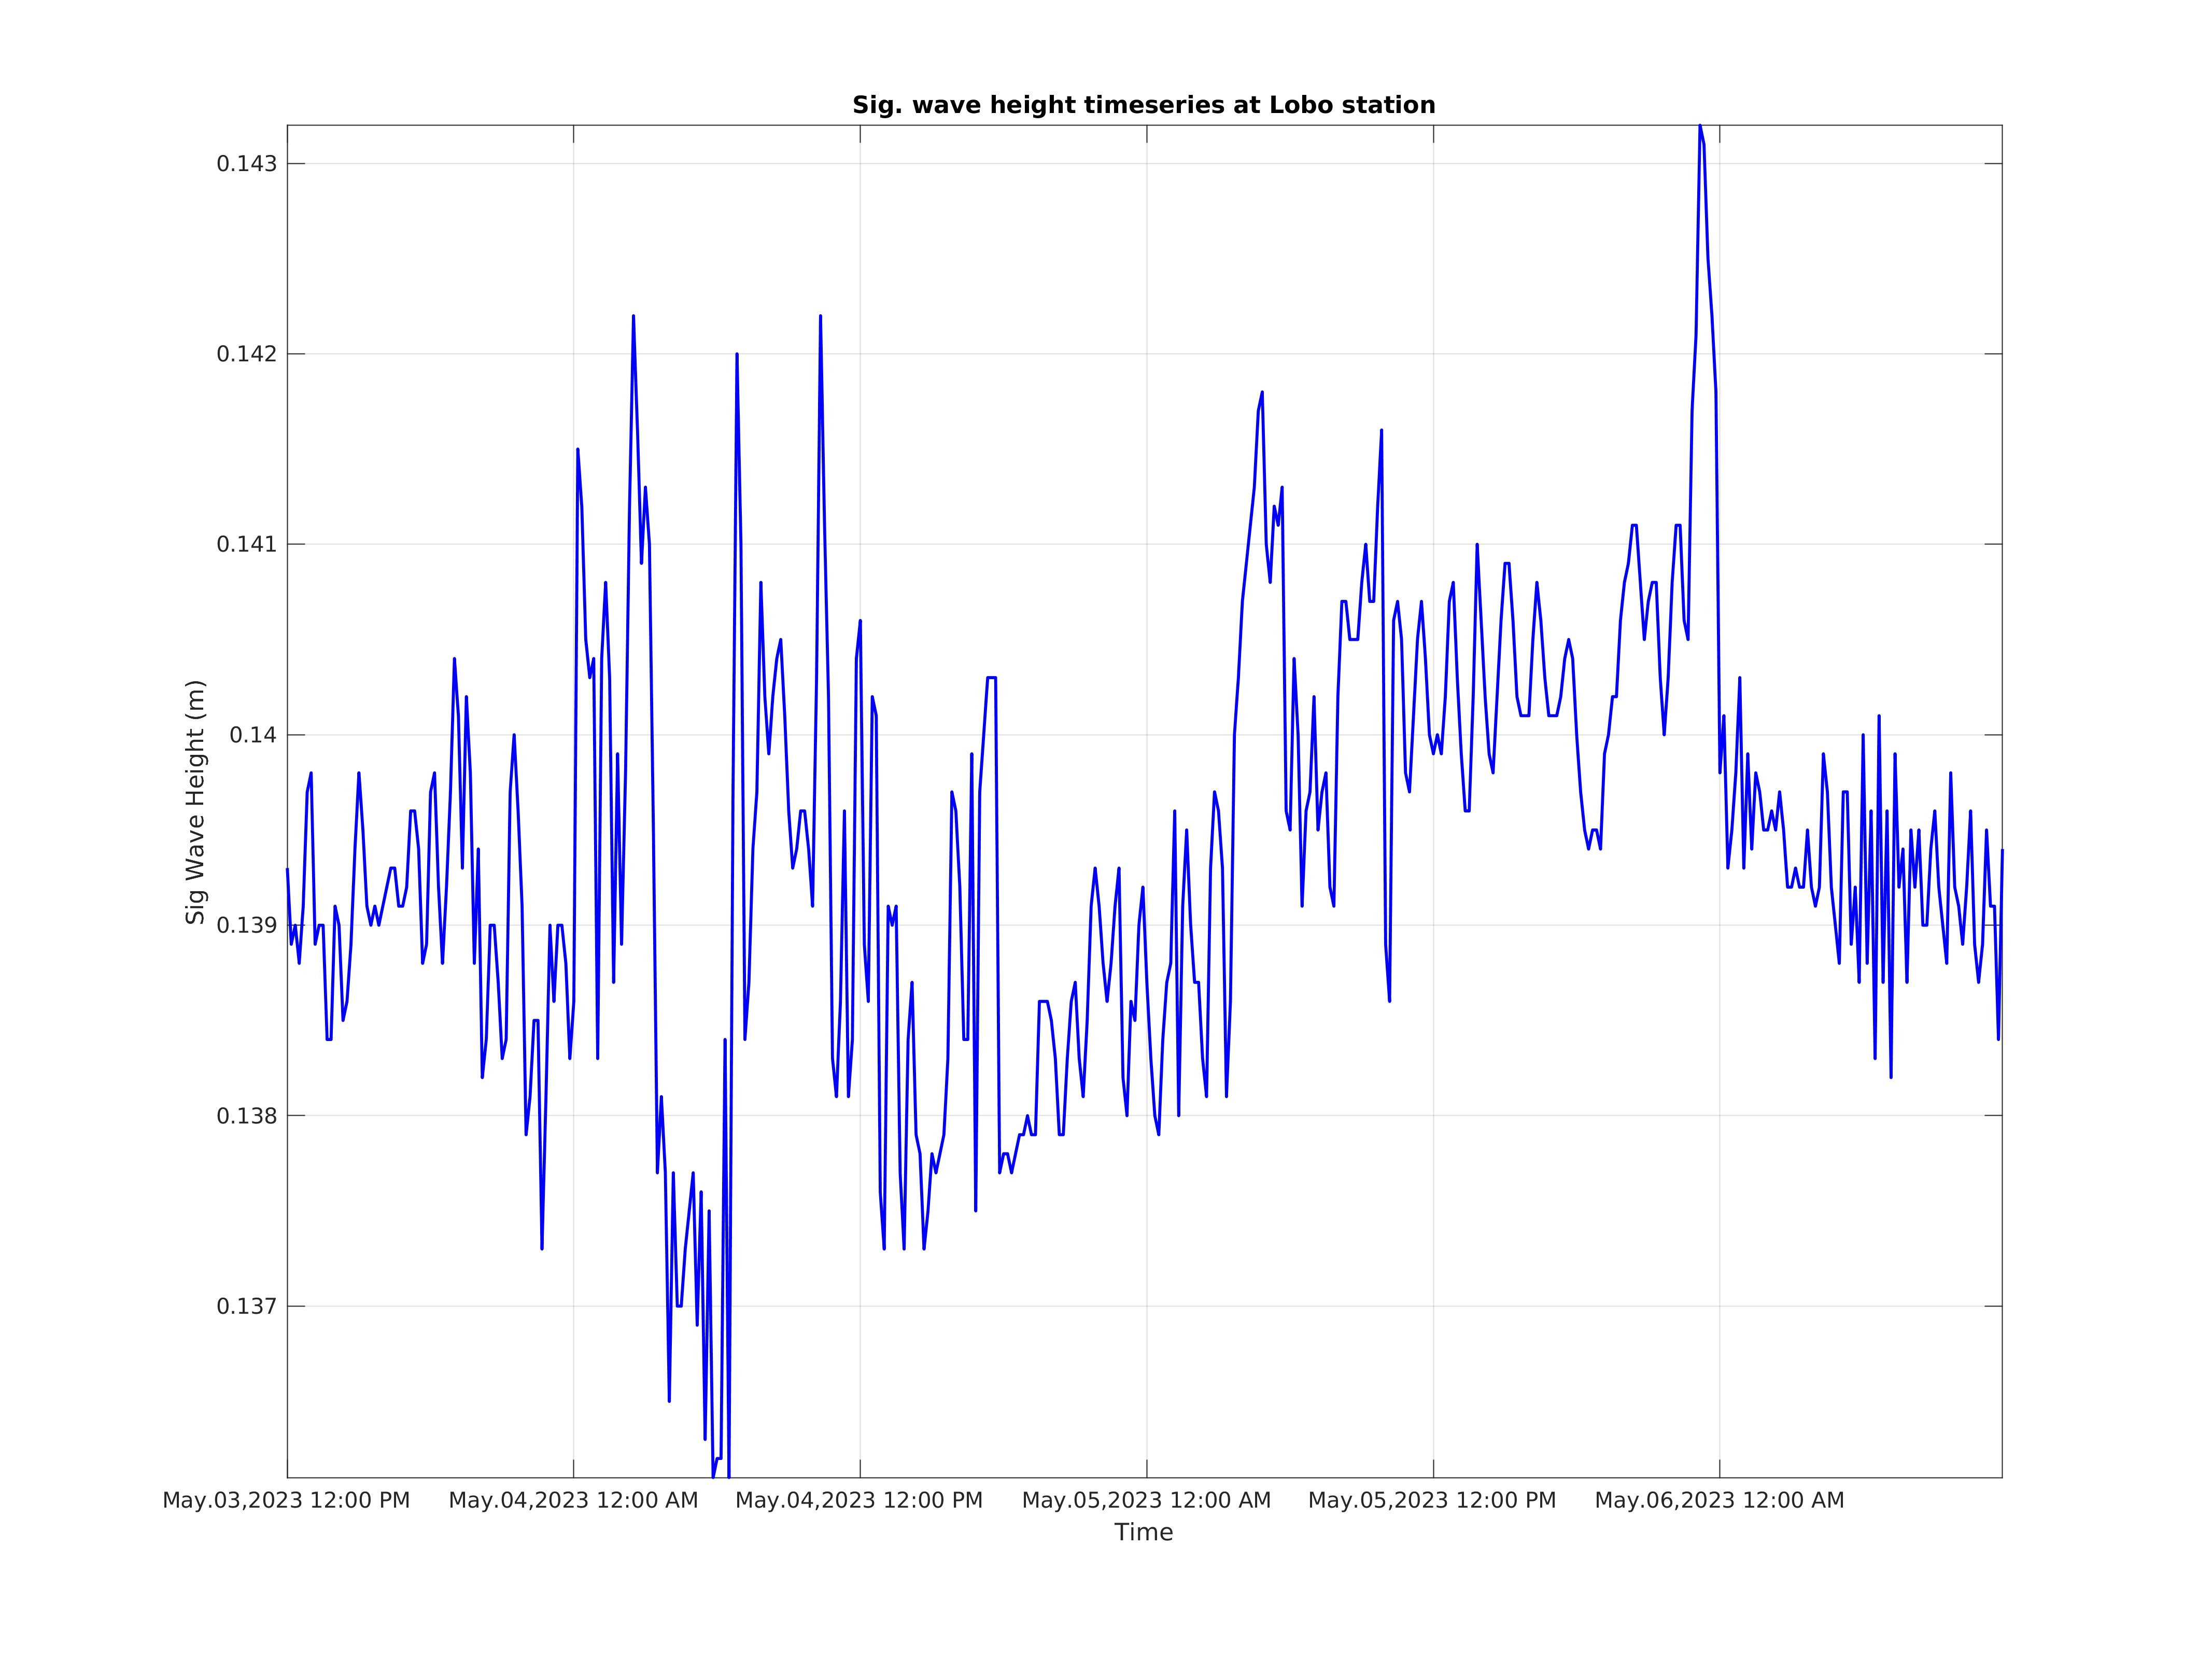 Sig. wave height timeseries at Lobo station
0.143
0.142
0.141
0.14
0.139
0.138
0.137
Sig Wave Height (m)
May.03,2023 12:00 PM May.04,2023 12:00 AM May.04,2023 12:00 PM May.05,2023 12:00 AM May.05,2023 12:00 PM May.06,2023 12:00 AM
Time